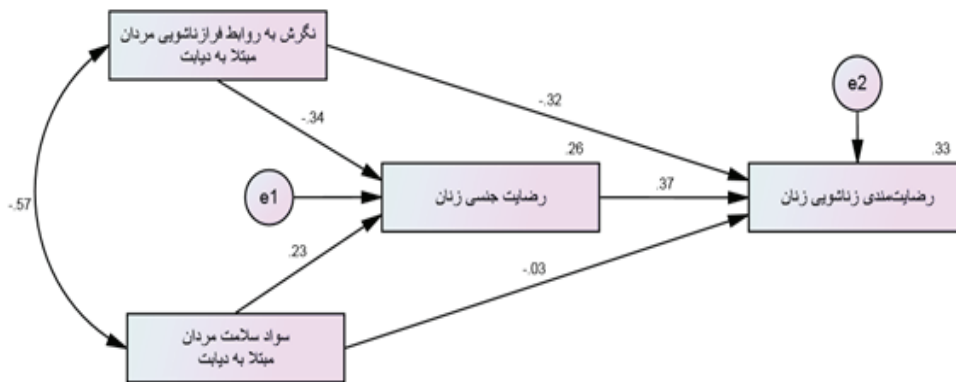 نگرش به روابط فرازناشویی مردان
مبتلا به دیابت
-.57
-.34
-.32
e2
.26
.33
e1
رضایت جنسی زنان
.37
رضایت‌مندی زناشویی زنان
.23
-.03
سواد سلامت مردان
مبتلا به دیابت